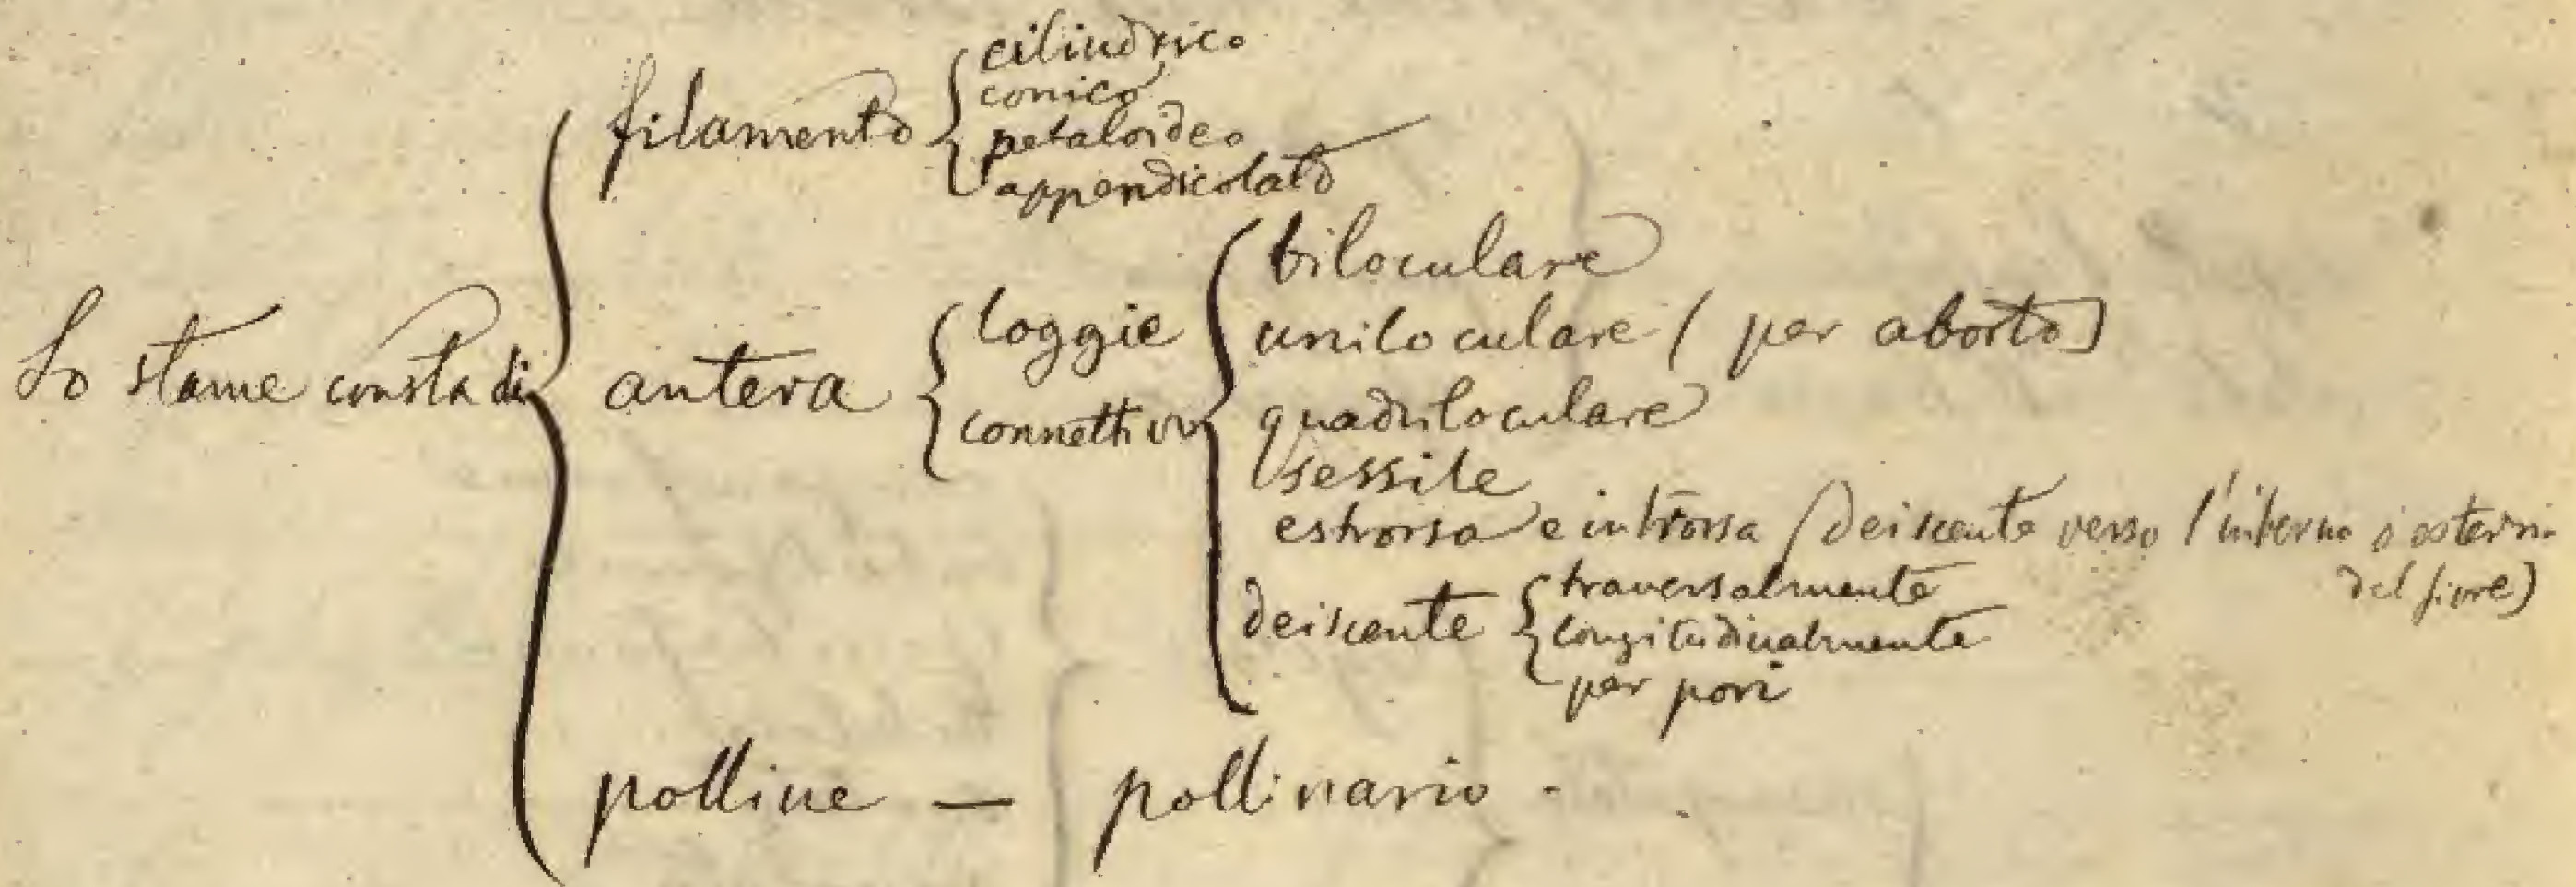 Lo stame consta di
filamento
cilindrico
conico
petaloideo
appendicolato
antera
loggie
connettivo
biloculare
uniloculare (per aborto)
quadriloculare
sessile
estrorsa e introrsa (deiscente verso l'interno o esterno
del fiore)
deiscente
traversalmente
longitudinalmente
per pori
polline — pollinario.